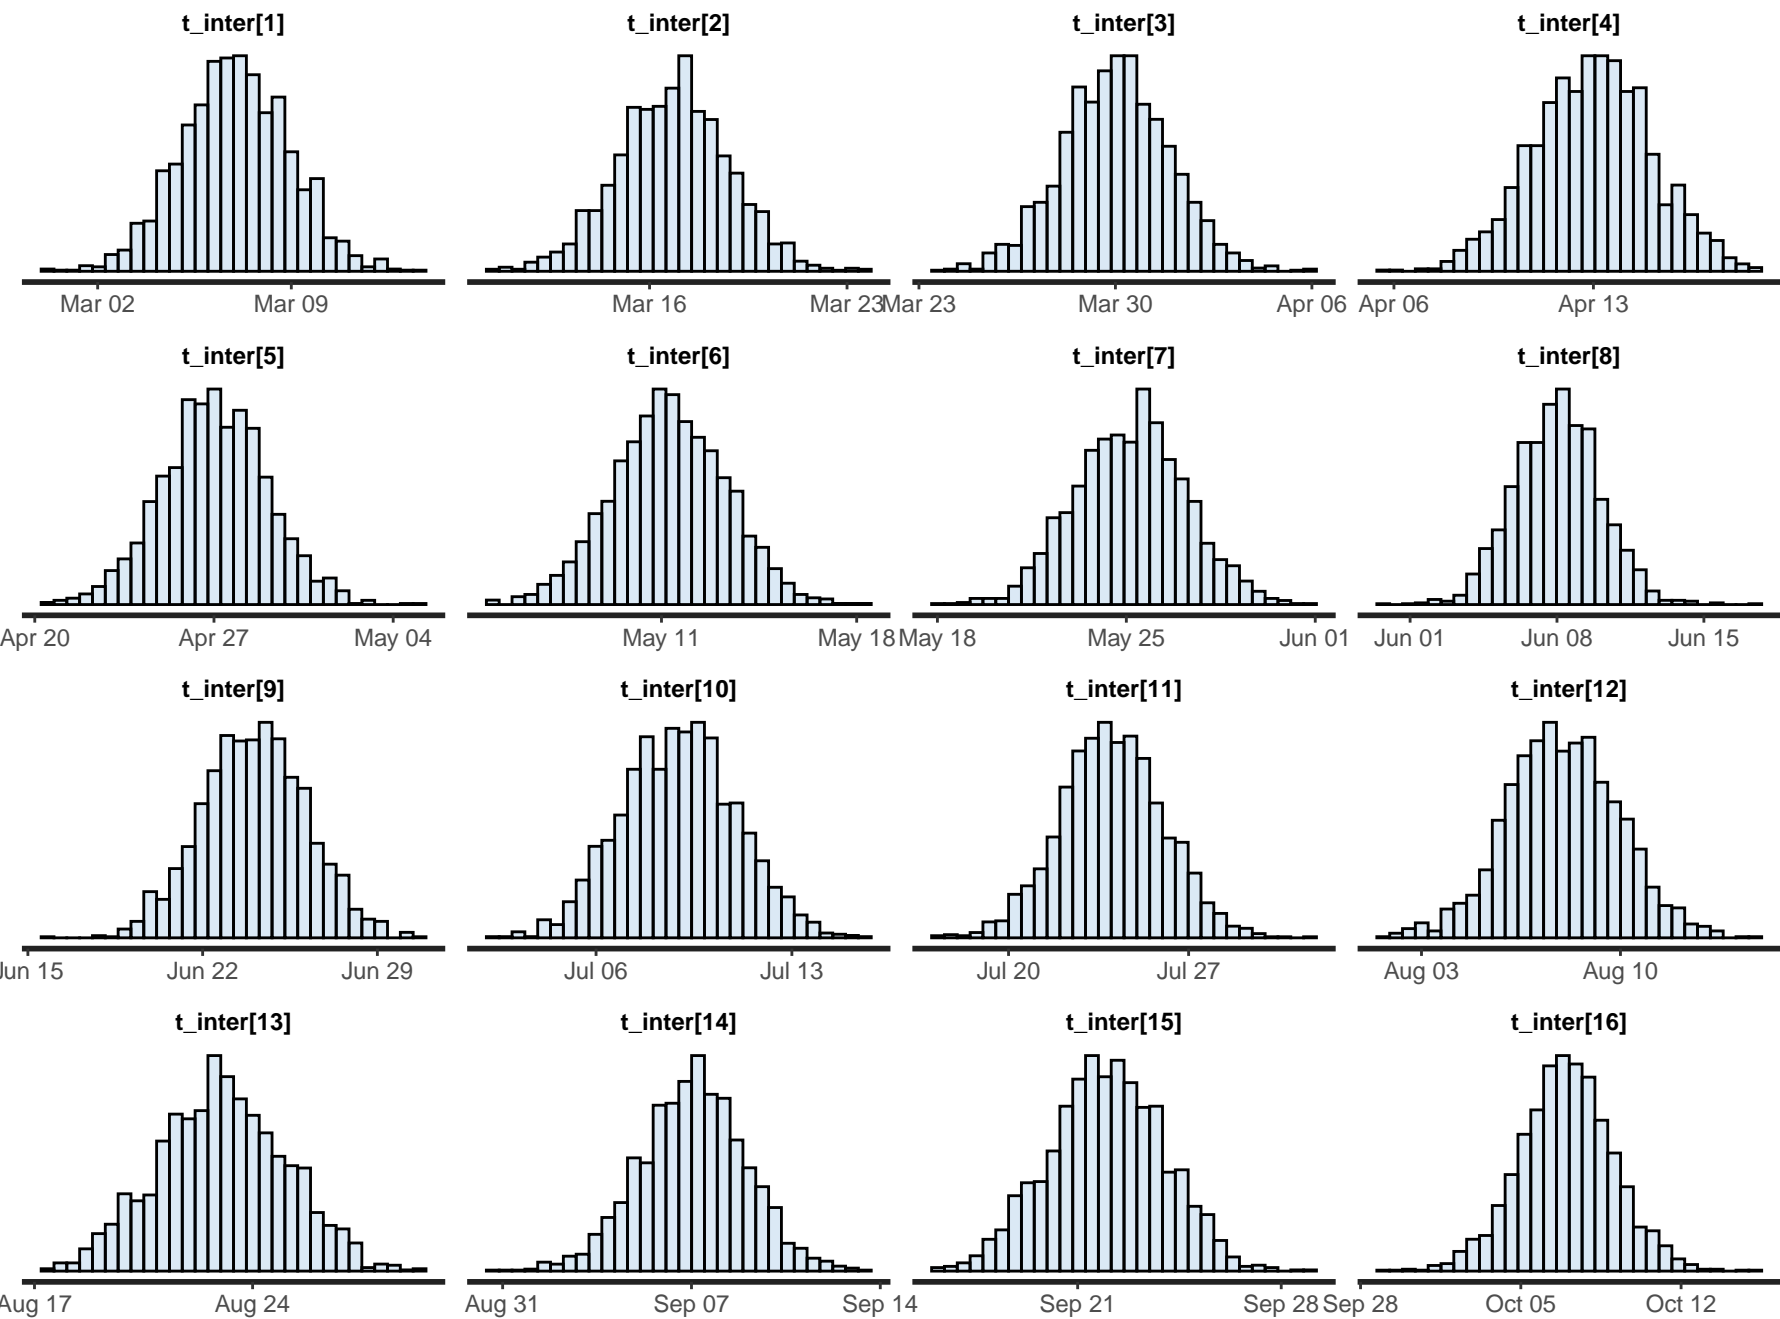 t_inter[1] t_inter[2] t_inter[3] t_inter[4]
Mar 02 Mar 09 Mar 16 Mar 23 Mar 23 Mar 30 Apr 06 Apr 06 Apr 13
t_inter[5] t_inter[6] t_inter[7] t_inter[8]
Apr 20 Apr 27 May 04 May 11 May 18 May 18 May 25 Jun 01 Jun 01 Jun 08 Jun 15
t_inter[9] t_inter[10] t_inter[11] t_inter[12]
Jun 15 Jun 22 Jun 29 Jul 06 Jul 13 Jul 20 Jul 27 Aug 03 Aug 10
t_inter[13] t_inter[14] t_inter[15] t_inter[16]
Aug 17 Aug 24 Aug 31 Sep 07 Sep 14 Sep 21 Sep 28 Sep 28 Oct 05 Oct 12